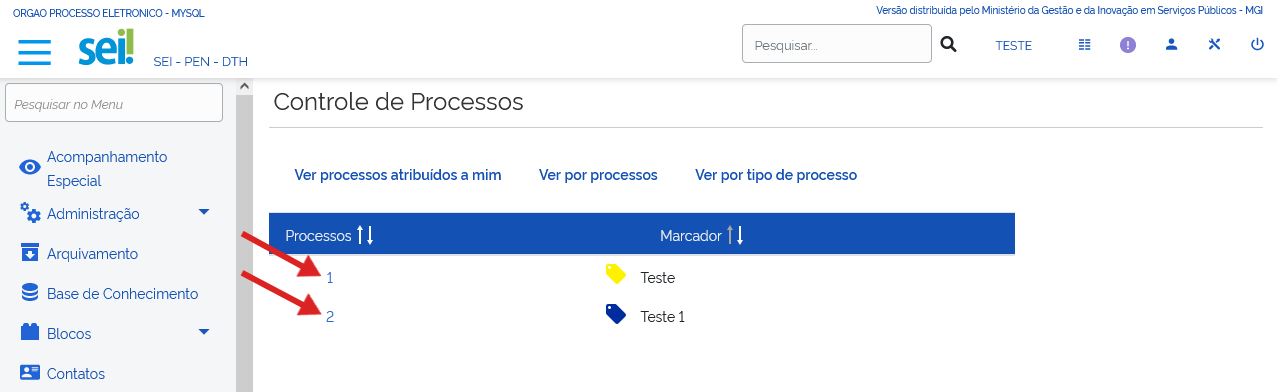 ORGAO PROCESSO ELETRONICO - MYSQL
Versão distribuída pelo Ministério da Gestão e da Inovação em Serviços Públicos - MGI
sei!
SEI - PEN - DTH
Pesquisar...
TESTE
Pesquisar no Menu
Acompanhamento
Especial
Administração
Arquivamento
Base de Conhecimento
Blocos
Contatos
Controle de Processos
Ver processos atribuídos a mim
Ver por processos
Ver por tipo de processo
Processos
Marcador
1
Teste
2
Teste 1